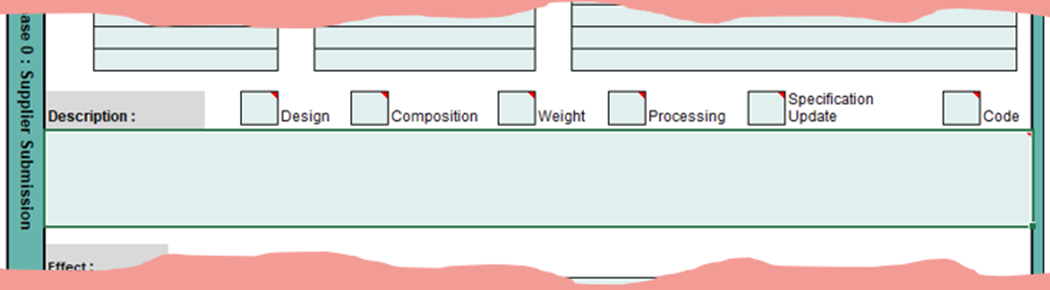 ase 0 : Supplier Submission
Description :
Design
Composition
Weight
Processing
Specification
Update
Code
Effect :